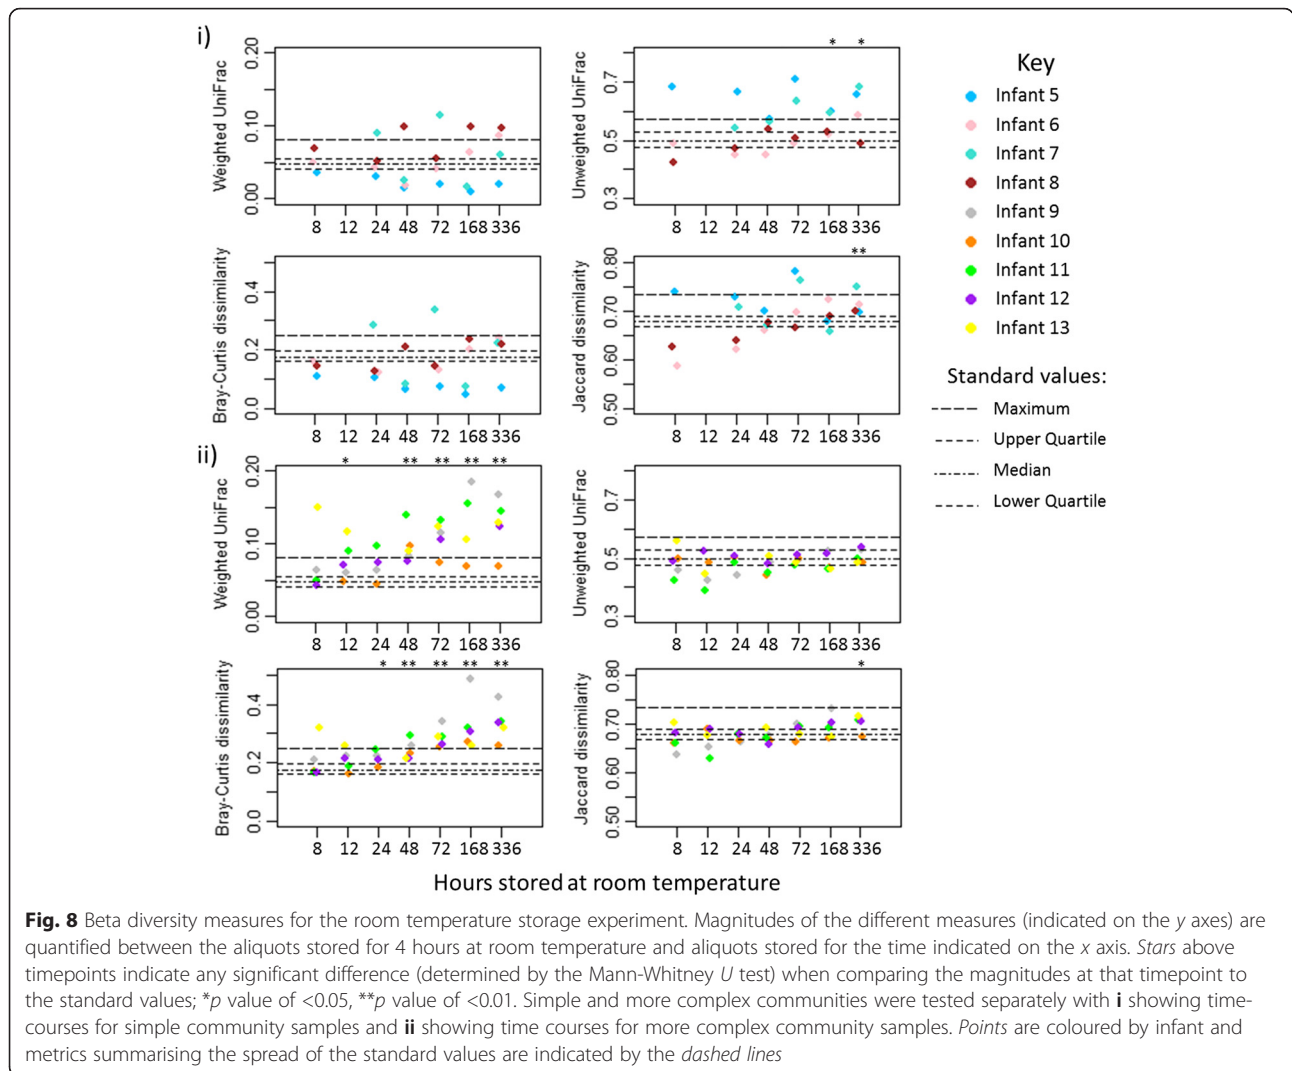 i)
Weighted UniFrac
0.20
0.10
0.00
8 12 24 48 72 168 336
* *
Unweighted UniFrac
0.7
0.5
0.3
8 12 24 48 72 168 336
Bray-Curtis dissimilarity
0.4
0.2
0.0
8 12 24 48 72 168 336
**
Jaccard dissimilarity
0.80
0.70
0.60
0.50
8 12 24 48 72 168 336
ii)
* ** ** ** **
Weighted UniFrac
0.20
0.10
0.00
8 12 24 48 72 168 336
Unweighted UniFrac
0.7
0.5
0.3
8 12 24 48 72 168 336
* ** ** ** **
Bray-Curtis dissimilarity
0.4
0.2
0.0
8 12 24 48 72 168 336
*
Jaccard dissimilarity
0.80
0.70
0.60
0.50
8 12 24 48 72 168 336
Hours stored at room temperature
Key
Infant 5
Infant 6
Infant 7
Infant 8
Infant 9
Infant 10
Infant 11
Infant 12
Infant 13
Standard values:
Maximum
Upper Quartile
Median
Lower Quartile
Fig. 8 Beta diversity measures for the room temperature storage experiment. Magnitudes of the different measures (indicated on the y axes) are
quantified between the aliquots stored for 4 hours at room temperature and aliquots stored for the time indicated on the x axis. Stars above
timepoints indicate any significant difference (determined by the Mann-Whitney U test) when comparing the magnitudes at that timepoint to
the standard values; *p value of <0.05, **p value of <0.01. Simple and more complex communities were tested separately with i showing time-
courses for simple community samples and ii showing time courses for more complex community samples. Points are coloured by infant and
metrics summarising the spread of the standard values are indicated by the dashed lines